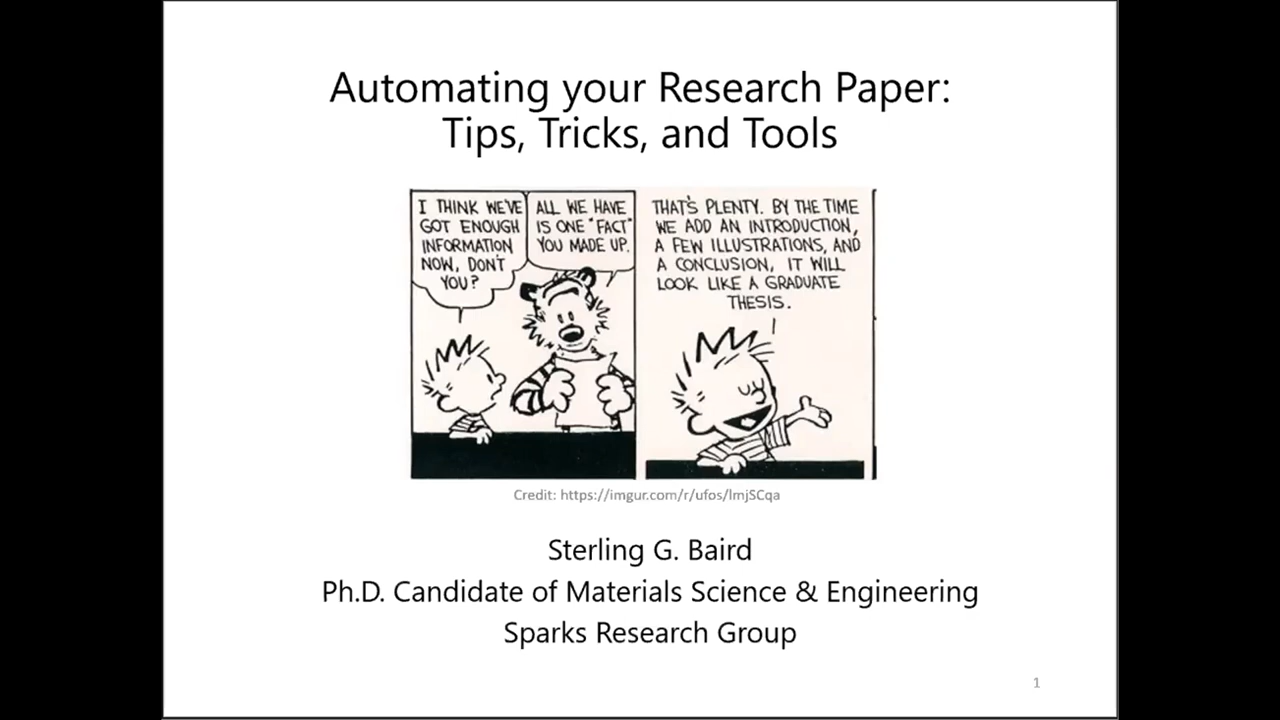 Automating your Research Paper:
Tips, Tricks, and Tools
I THINK WE'VE
GOT ENOUGH
INFORMATION
NOW, DON'T
YOU?
ALL WE HAVE
IS ONE "FACT"
YOU MADE UP.
THAT'S PLENTY. BY THE TIME
WE ADD AN INTRODUCTION,
A FEW ILLUSTRATIONS, AND
A CONCLUSION, IT WILL
LOOK LIKE A GRADUATE
THESIS.
Credit: https://imgur.com/r/ufos/lmjSCqa
Sterling G. Baird
Ph.D. Candidate of Materials Science & Engineering
Sparks Research Group
1